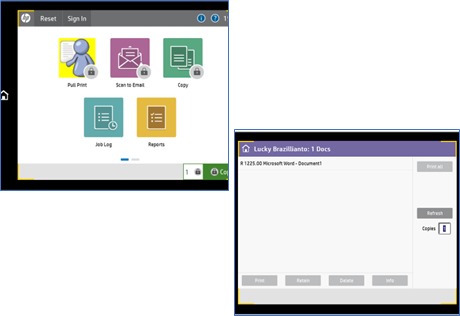 hp Reset Sign In
Pull Print Scan to Email Copy
Job Log Reports
1
Lucky Brazillianto: 1 Docs
R 1225.00 Microsoft Word - Document1
Print all
Refresh
Copies 1
Print Retain Delete Info